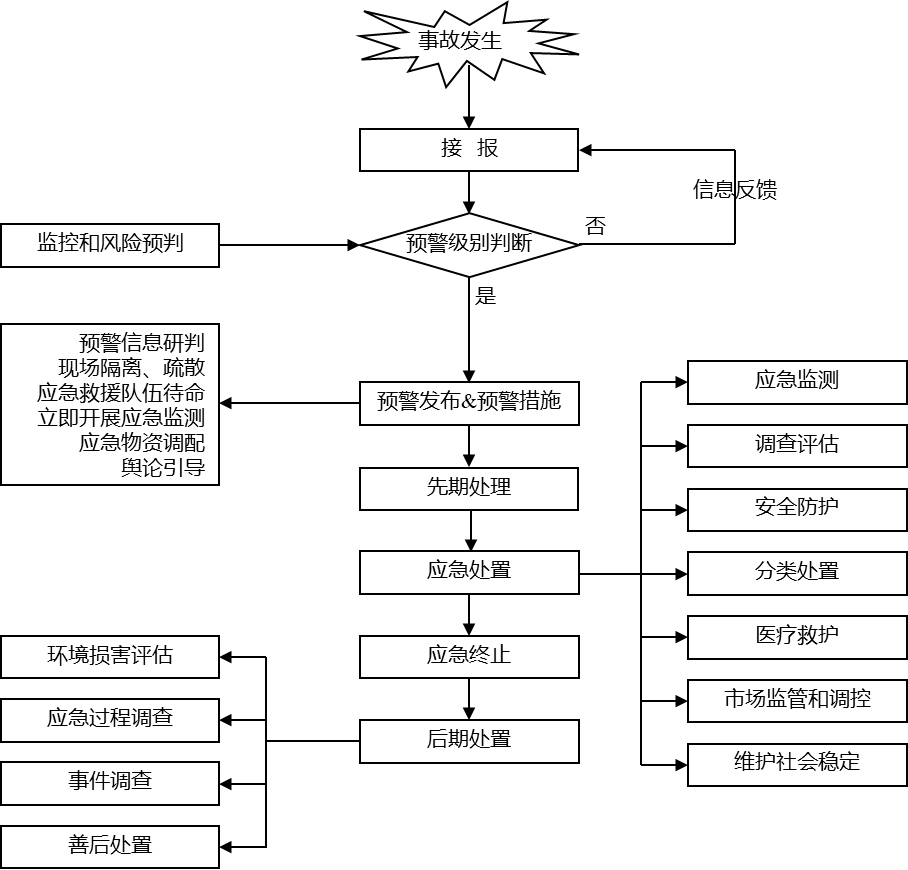 事故发生
接 报
信息反馈
监控和风险预判
预警级别判断
否
是
预警信息研判
现场隔离、疏散
应急救援队伍待命
立即开展应急监测
应急物资调配
舆论引导
预警发布&预警措施
先期处理
应急处置
应急终止
后期处置
应急监测
调查评估
安全防护
分类处置
医疗救护
市场监管和调控
维护社会稳定
环境损害评估
应急过程调查
事件调查
善后处置